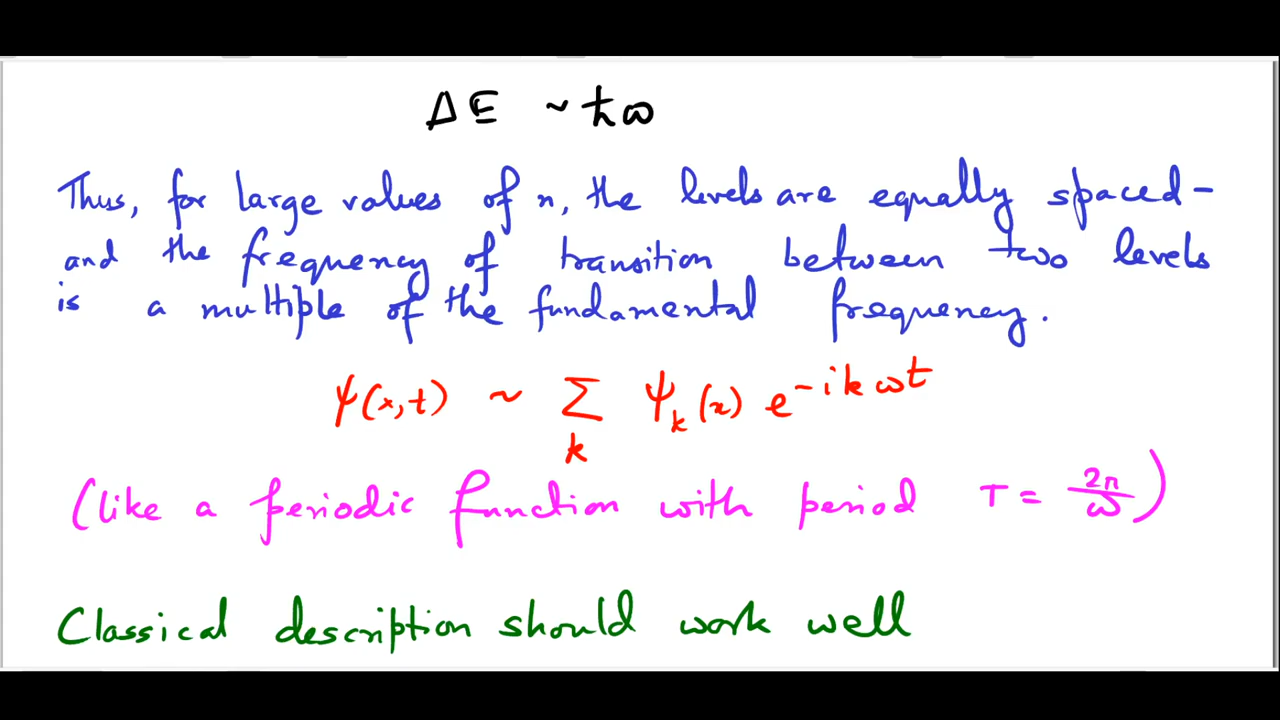 ΔE ~ ħω
Thus, for large values of n, the levels are equally spaced -
and the frequency of transition between two levels
is a multiple of the fundamental frequency.
ψ(x,t) ~ ∑_k ψ_k(x) e^{-ikωt}
(like a periodic function with period T = 2π/ω)
Classical description should work well